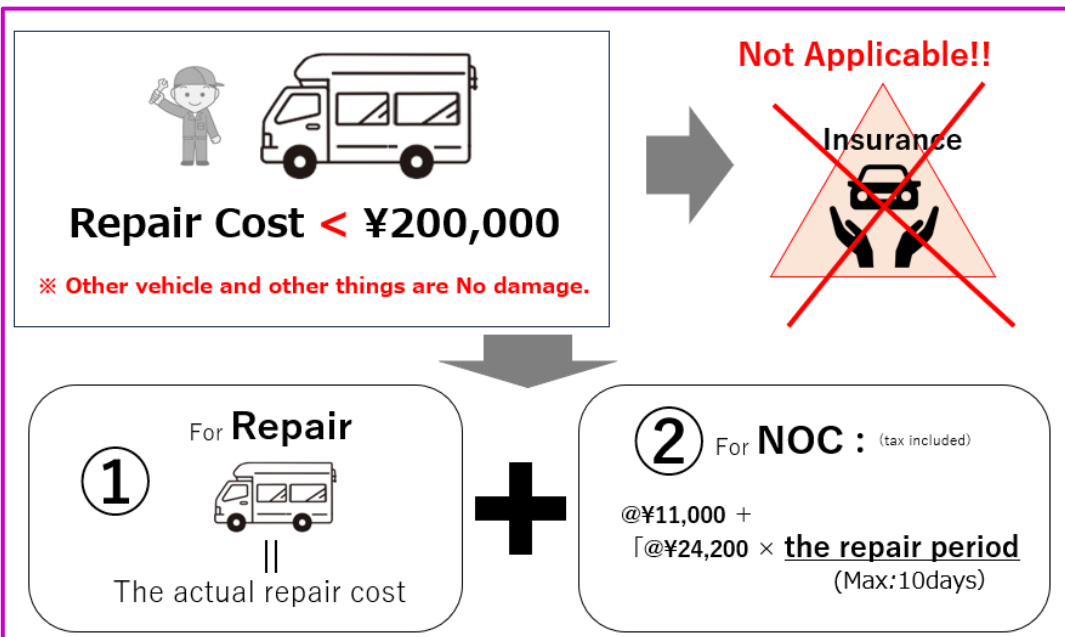 Not Applicable!!
Insurance
Repair Cost < ¥200,000
※ Other vehicle and other things are No damage.
① For Repair
||
The actual repair cost
② For NOC : (tax included)
@¥11,000 +
「@¥24,200 × the repair period
(Max:10days)